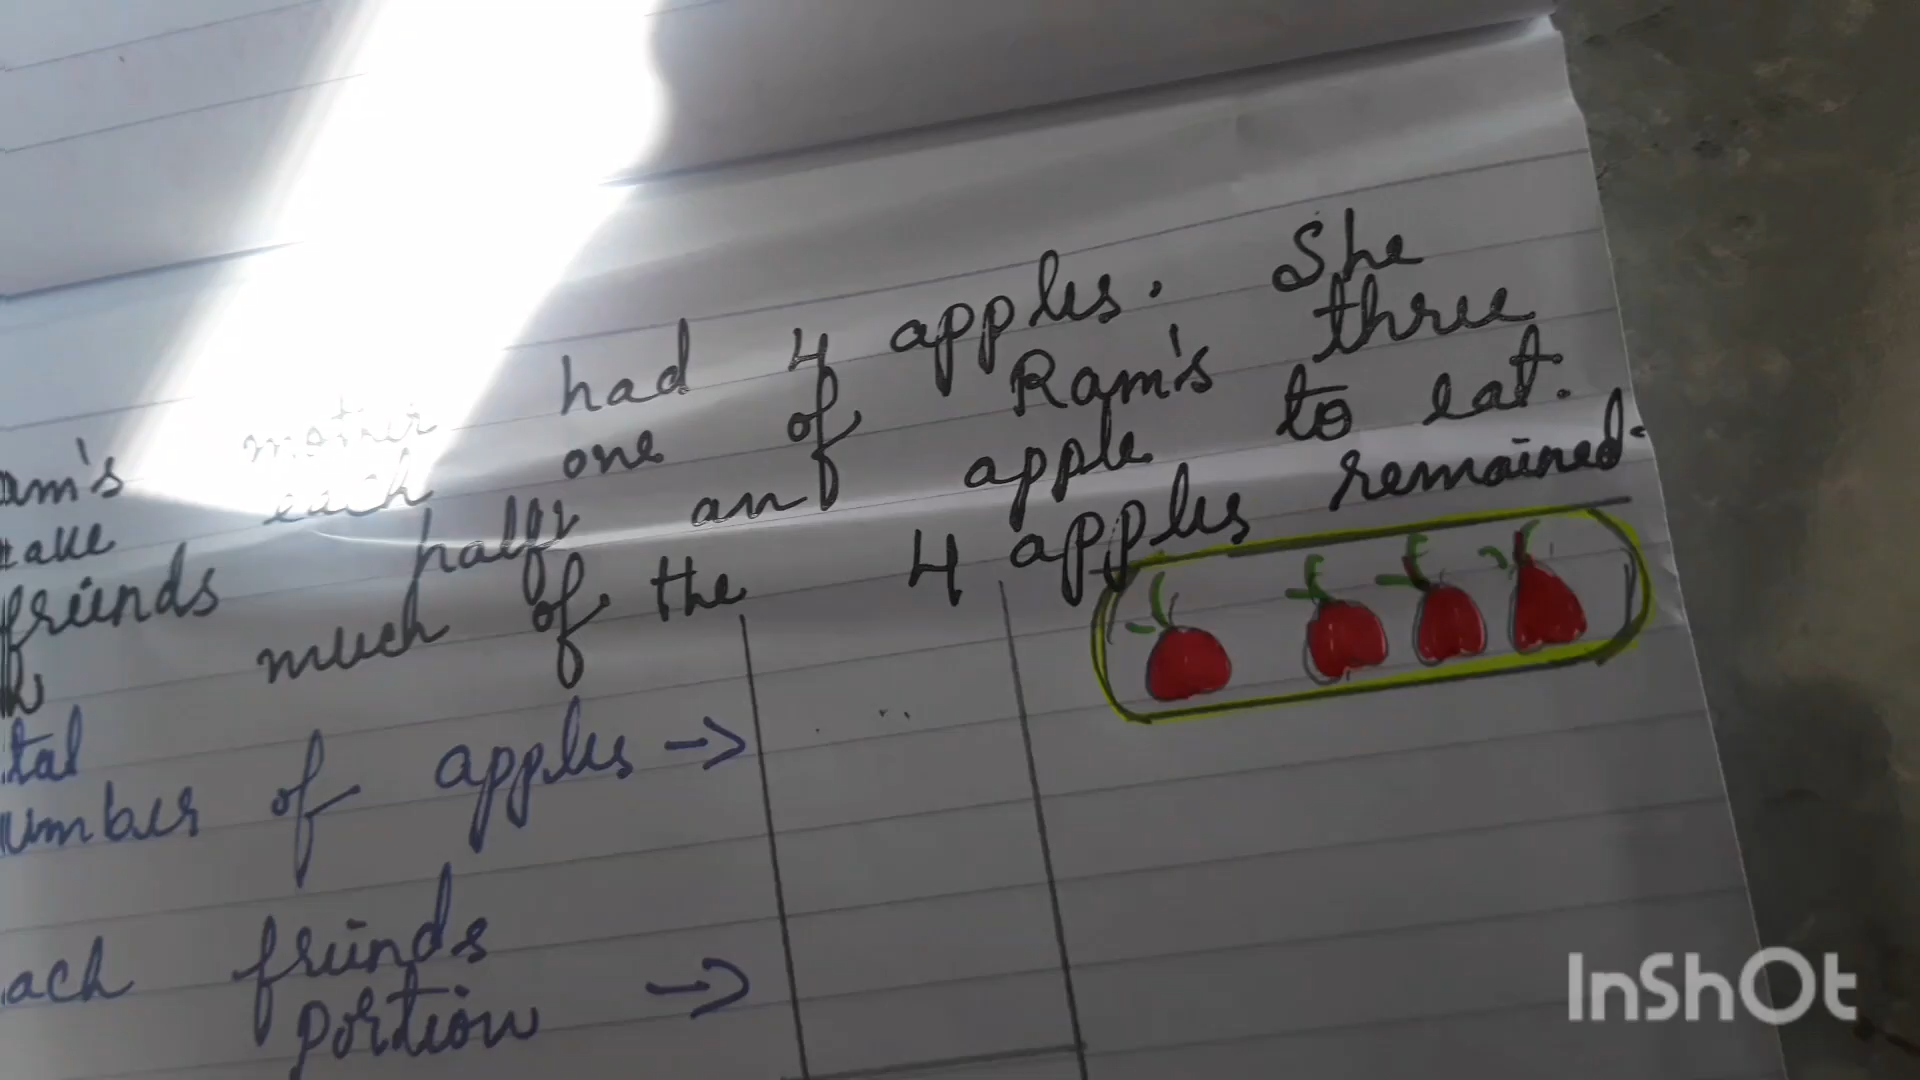 am's mother had 4 apples. She
each one of Ram's three
friends half an apple to eat.
much of the 4 apples remained.
tal
umber of apples →
ach friends
portion →
InShOt